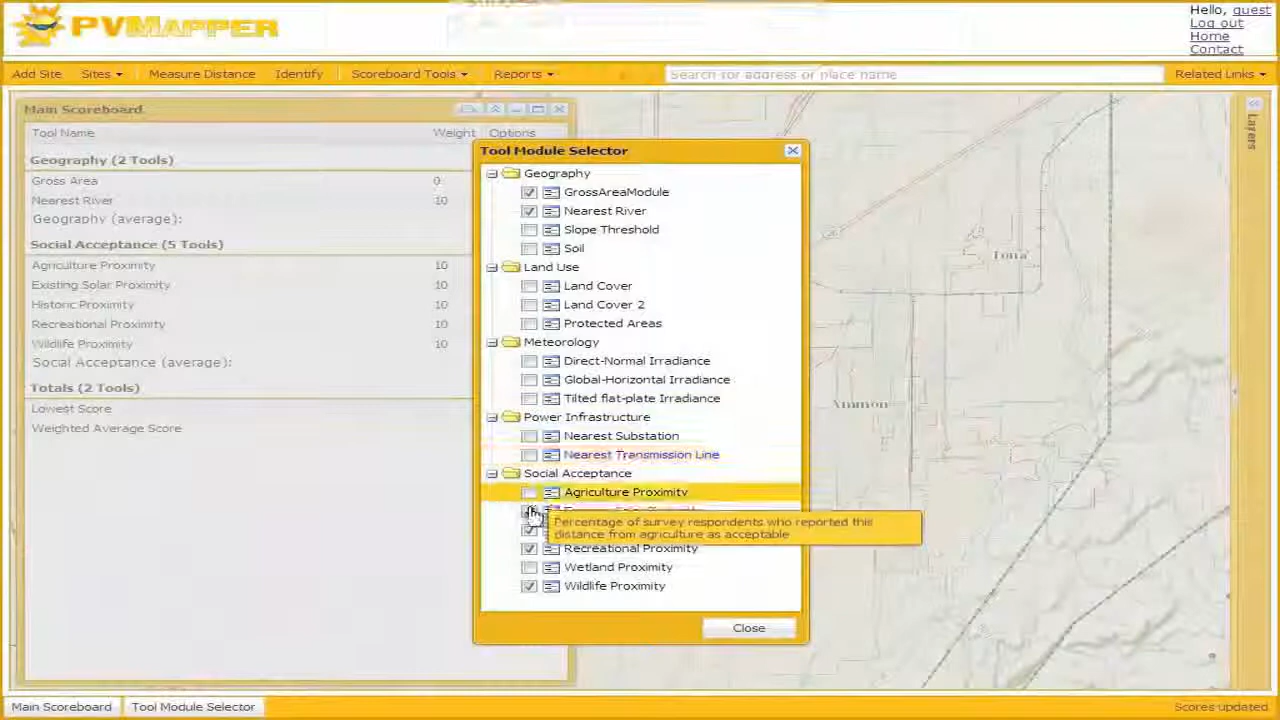 Hello, guest
Log out
Home
Contact
PVMAPPER
Add Site Sites Measure Distance Identify Scoreboard Tools Reports Search for address or place name Related Links
Main Scoreboard
Tool Name Weight Options
Geography (2 Tools)
Gross Area 0
Nearest River 10
Geography (average):
Social Acceptance (5 Tools)
Agriculture Proximity 10
Existing Solar Proximity 10
Historic Proximity 10
Recreational Proximity 10
Wildlife Proximity 10
Social Acceptance (average):
Totals (2 Tools)
Lowest Score
Weighted Average Score
Tool Module Selector
Geography
GrossAreaModule
Nearest River
Slope Threshold
Soil
Land Use
Land Cover
Land Cover 2
Protected Areas
Meteorology
Direct-Normal Irradiance
Global-Horizontal Irradiance
Tilted flat-plate Irradiance
Power Infrastructure
Nearest Substation
Nearest Transmission Line
Social Acceptance
Agriculture Proximity
Percentage of survey respondents who reported this
distance from agriculture as acceptable
Recreational Proximity
Wetland Proximity
Wildlife Proximity
Close
Iona
Ammon
Layers
Main Scoreboard Tool Module Selector Scores updated